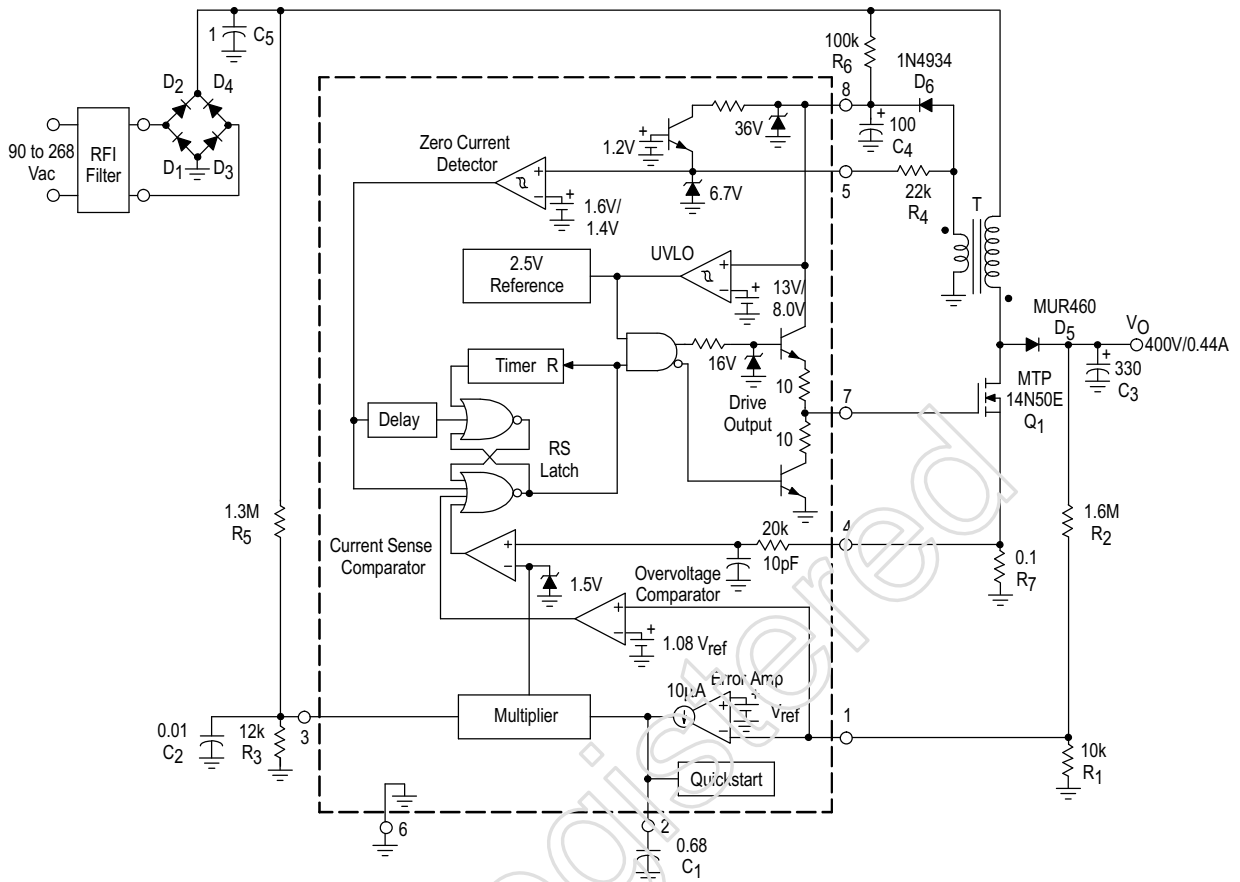 1
C5
D2
D4
D1
D3
90 to 268
Vac
RFI
Filter
100k
R6
1N4934
D6
8
100
C4
36V
1.2V
Zero Current
Detector
+
−
+
1.6V/
1.4V
6.7V
5
22k
R4
T
2.5V
Reference
UVLO
+
−
+
13V/
8.0V
MUR460
D5
VO
400V/0.44A
330
C3
Timer R
16V
10
7
MTP
14N50E
Q1
Drive
Output
10
Delay
RS
Latch
1.3M
R5
1.6M
R2
Current Sense
Comparator
+
−
1.5V
20k
10pF
4
0.1
R7
Overvoltage
Comparator
+
−
+
1.08 Vref
Error Amp
10µA
+
−
+
Vref
1
Multiplier
3
0.01
C2
12k
R3
10k
R1
Quickstart
6
2
0.68
C1
egistered